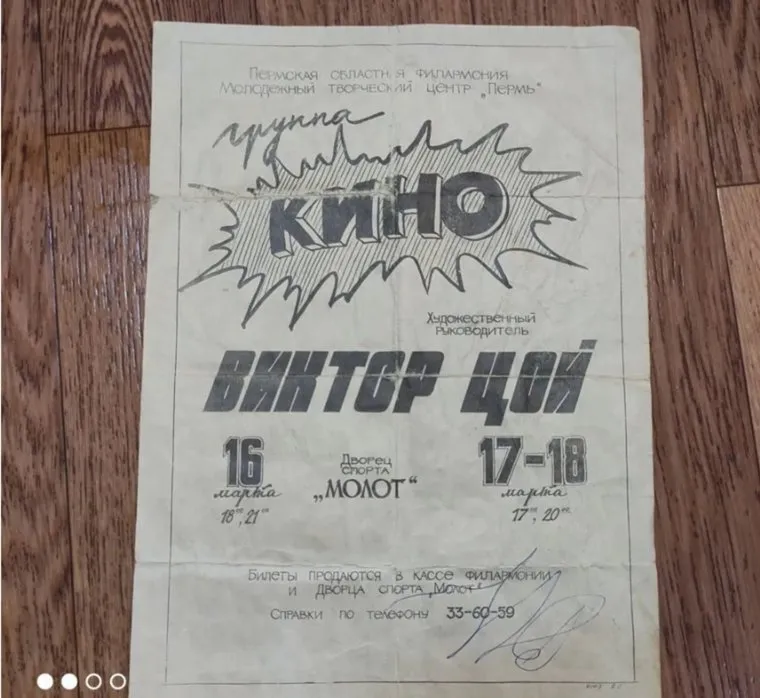 Пермская областная филармония
Молодежный творческий центр „Пермь"
группа
КИНО
Художественный
руководитель
ВИКТОР ЦОЙ
16
марта
18⁰⁰, 21⁰⁰
Дворец
спорта
„МОЛОТ"
17-18
марта
17⁰⁰, 20⁰⁰
Билеты продаются в кассе филармонии
и Дворца спорта „Молот"
Справки по телефону 33-60-59